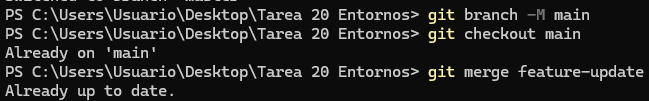 PS C:\Users\Usuario\Desktop\Tarea 20 Entornos> git branch -M main
PS C:\Users\Usuario\Desktop\Tarea 20 Entornos> git checkout main
Already on 'main'
PS C:\Users\Usuario\Desktop\Tarea 20 Entornos> git merge feature-update
Already up to date.